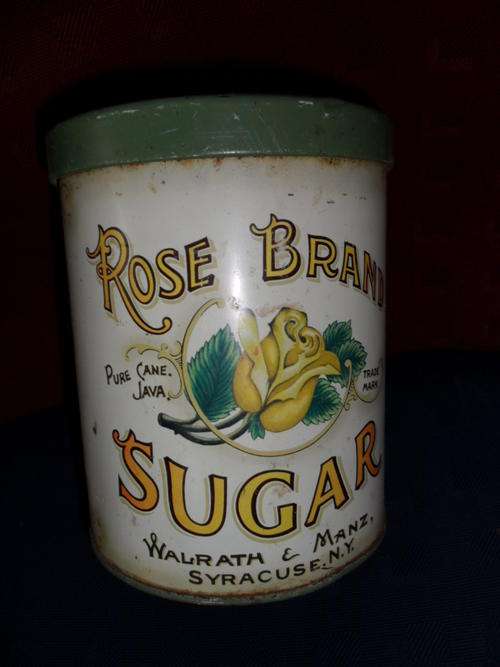 ROSE BRAND
PURE CANE. TRADE
JAVA. MARK
SUGAR
WALRATH & MANZ,
SYRACUSE, N.Y.